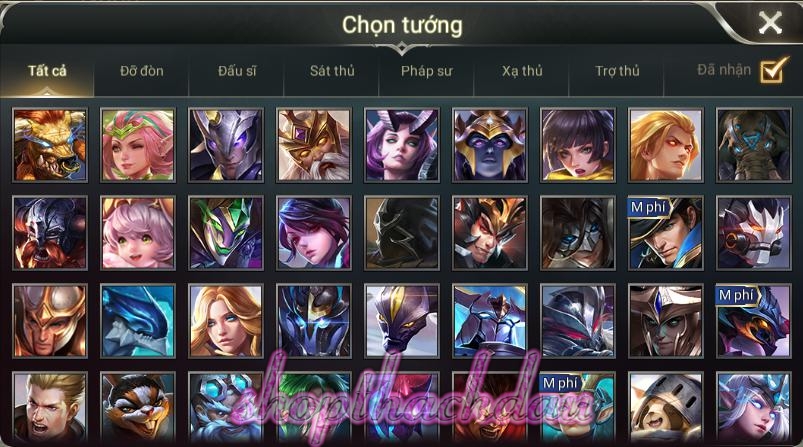 Chọn tướng
Tất cả Đỡ đòn Đấu sĩ Sát thủ Pháp sư Xạ thủ Trợ thủ Đã nhận
M phí
M phí
M phí
shopthachdau